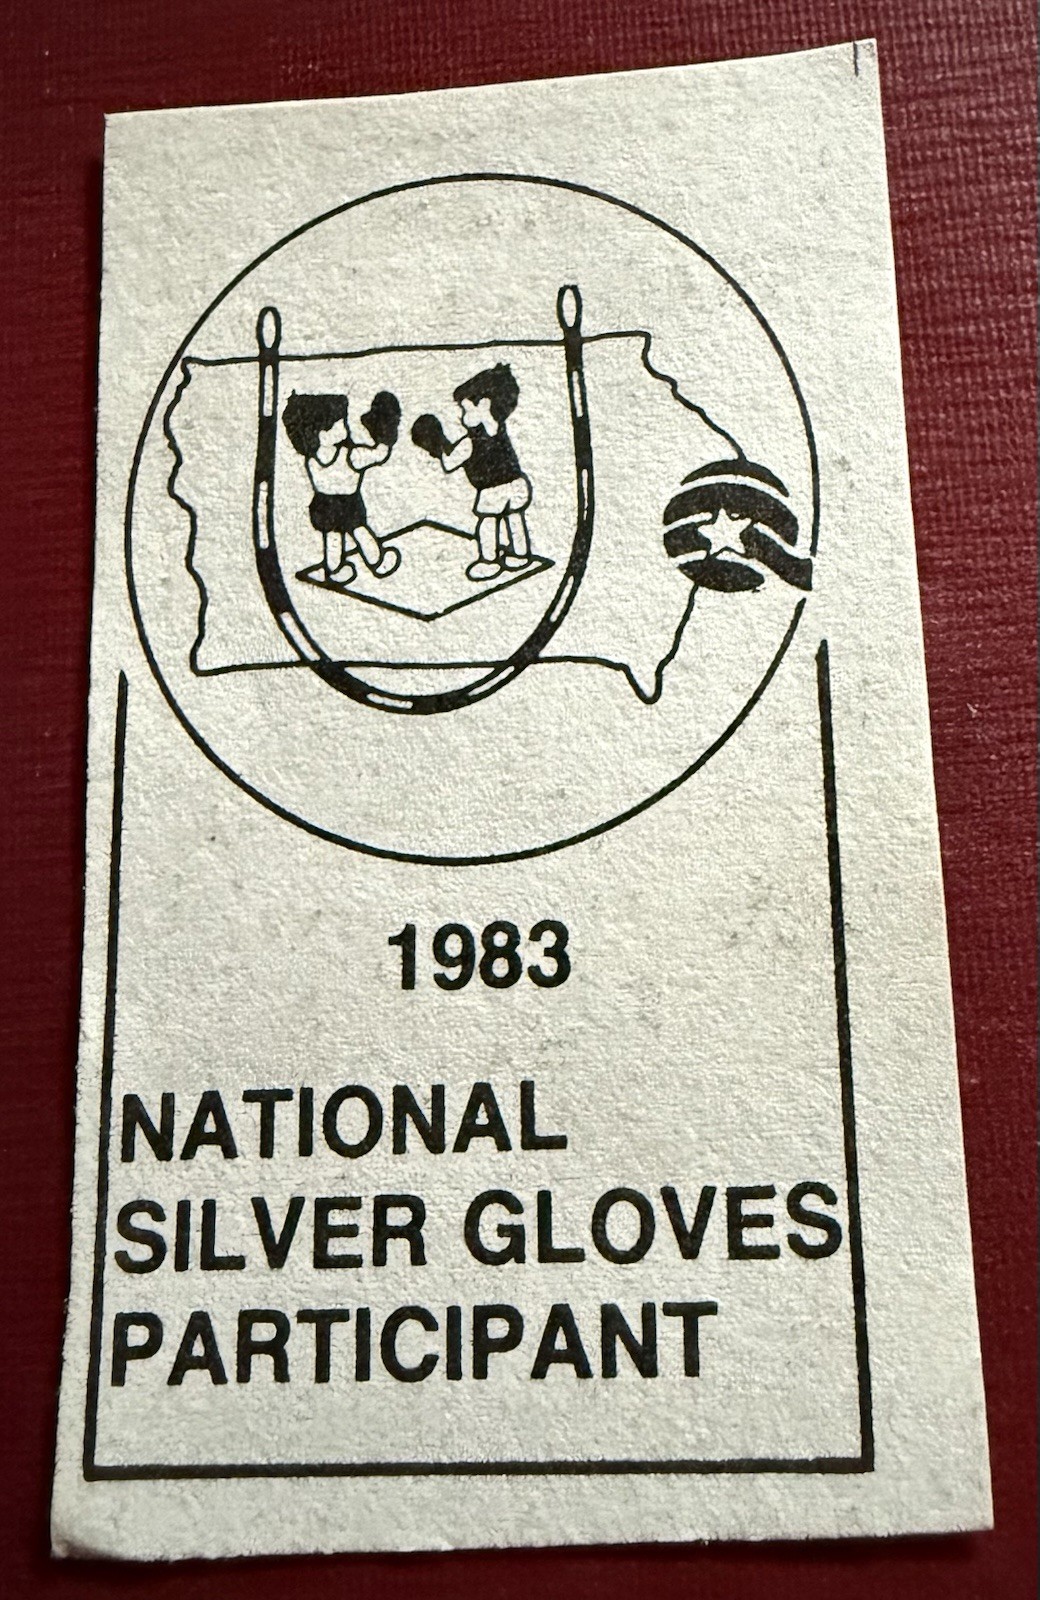 1983
NATIONAL
SILVER GLOVES
PARTICIPANT